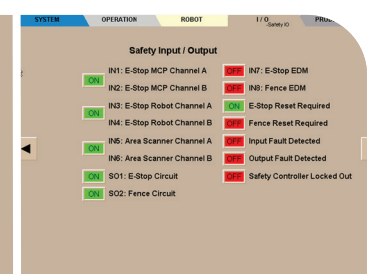 SYSTEM OPERATION ROBOT I / O
-Safety IO
Safety Input / Output
ON IN1: E-Stop MCP Channel A
IN2: E-Stop MCP Channel B
ON IN3: E-Stop Robot Channel A
IN4: E-Stop Robot Channel B
ON IN5: Area Scanner Channel A
IN6: Area Scanner Channel B
ON SO1: E-Stop Circuit
ON SO2: Fence Circuit
OFF IN7: E-Stop EDM
OFF IN8: Fence EDM
ON E-Stop Reset Required
OFF Fence Reset Required
OFF Input Fault Detected
OFF Output Fault Detected
OFF Safety Controller Locked Out